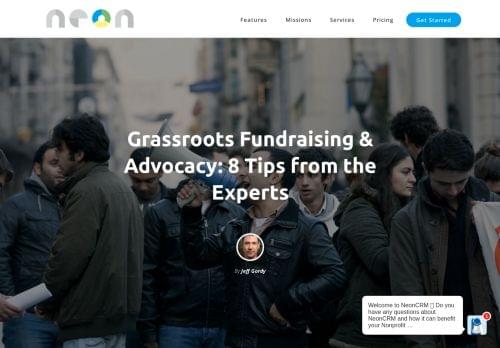 neon
Features
Missions
Services
Pricing
Get Started
Grassroots Fundraising &
Advocacy: 8 Tips from the
Experts
By Jeff Gordy
Welcome to NeonCRM Do you
have any questions about
NeonCRM and how it can benefit
your Nonprofit ...
1